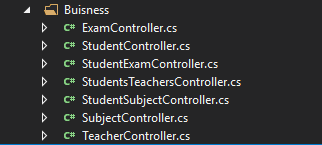 Buisness
C# ExamController.cs
C# StudentController.cs
C# StudentExamController.cs
C# StudentsTeachersController.cs
C# StudentSubjectController.cs
C# SubjectController.cs
C# TeacherController.cs